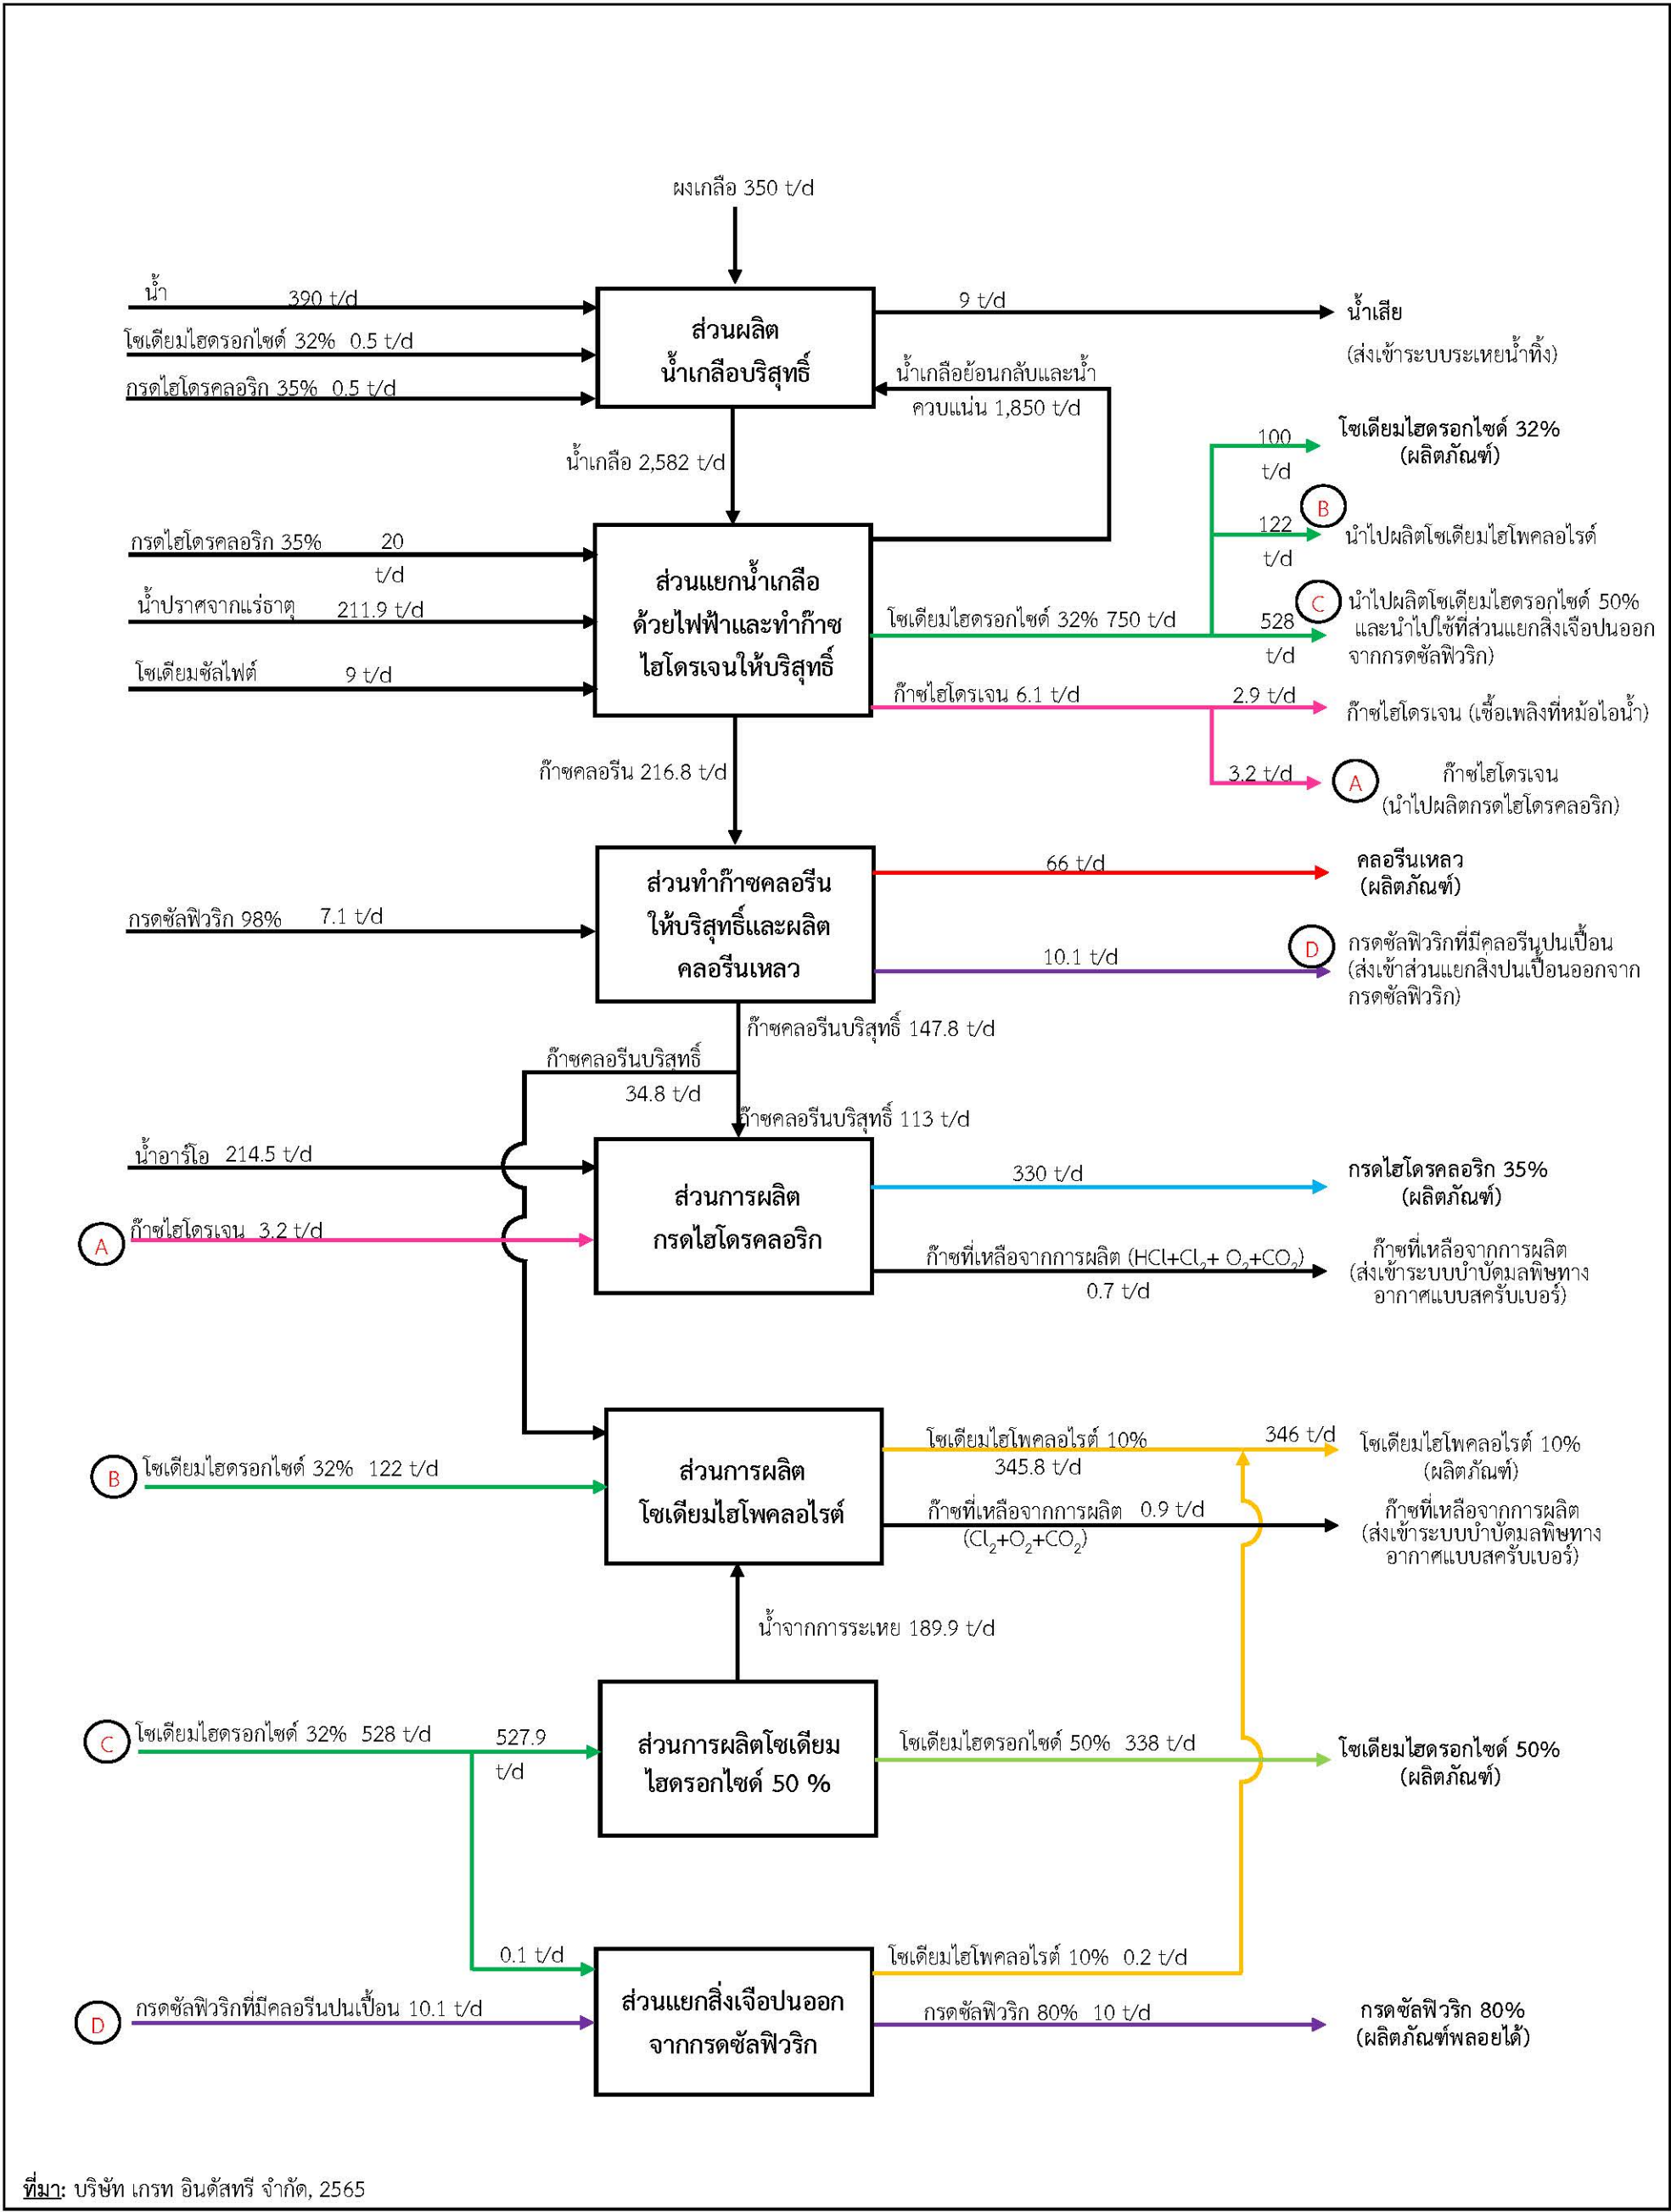 ผงเกลือ 350 t/d
น้ำ 390 t/d
โซเดียมไฮดรอกไซด์ 32% 0.5 t/d
กรดไฮโดรคลอริก 35% 0.5 t/d
ส่วนผลิต
น้ำเกลือบริสุทธิ์
9 t/d
น้ำเสีย
(ส่งเข้าระบบระเหยน้ำทิ้ง)
น้ำเกลือย้อนกลับและน้ำ
ควบแน่น 1,850 t/d
น้ำเกลือ 2,582 t/d
100
t/d
โซเดียมไฮดรอกไซด์ 32%
(ผลิตภัณฑ์)
B
122
t/d
นำไปผลิตโซเดียมไฮโพคลอไรด์
กรดไฮโดรคลอริก 35% 20
t/d
น้ำปราศจากแร่ธาตุ 211.9 t/d
โซเดียมซัลไฟต์ 9 t/d
ส่วนแยกน้ำเกลือ
ด้วยไฟฟ้าและทำก๊าซ
ไฮโดรเจนให้บริสุทธิ์
โซเดียมไฮดรอกไซด์ 32% 750 t/d
528
t/d
C
นำไปผลิตโซเดียมไฮดรอกไซด์ 50%
และนำไปใช้ที่ส่วนแยกสิ่งเจือปนออก
จากกรดซัลฟิวริก)
ก๊าซไฮโดรเจน 6.1 t/d
2.9 t/d
ก๊าซไฮโดรเจน (เชื้อเพลิงที่หม้อไอน้ำ)
3.2 t/d
A
ก๊าซไฮโดรเจน
(นำไปผลิตกรดไฮโดรคลอริก)
ก๊าซคลอรีน 216.8 t/d
กรดซัลฟิวริก 98% 7.1 t/d
ส่วนทำก๊าซคลอรีน
ให้บริสุทธิ์และผลิต
คลอรีนเหลว
66 t/d
คลอรีนเหลว
(ผลิตภัณฑ์)
10.1 t/d
D
กรดซัลฟิวริกที่มีคลอรีนปนเปื้อน
(ส่งเข้าส่วนแยกสิ่งปนเปื้อนออกจาก
กรดซัลฟิวริก)
ก๊าซคลอรีนบริสุทธิ์ 147.8 t/d
ก๊าซคลอรีนบริสุทธิ์
34.8 t/d
ก๊าซคลอรีนบริสุทธิ์ 113 t/d
น้ำอาร์โอ 214.5 t/d
A
ก๊าซไฮโดรเจน 3.2 t/d
ส่วนการผลิต
กรดไฮโดรคลอริก
330 t/d
กรดไฮโดรคลอริก 35%
(ผลิตภัณฑ์)
ก๊าซที่เหลือจากการผลิต (HCl+Cl₂+ O₂+CO₂)
0.7 t/d
ก๊าซที่เหลือจากการผลิต
(ส่งเข้าระบบบำบัดมลพิษทาง
อากาศแบบสครับเบอร์)
B
โซเดียมไฮดรอกไซด์ 32% 122 t/d
ส่วนการผลิต
โซเดียมไฮโพคลอไรต์
โซเดียมไฮโพคลอไรต์ 10%
345.8 t/d
346 t/d
โซเดียมไฮโพคลอไรต์ 10%
(ผลิตภัณฑ์)
ก๊าซที่เหลือจากการผลิต 0.9 t/d
(Cl₂+O₂+CO₂)
ก๊าซที่เหลือจากการผลิต
(ส่งเข้าระบบบำบัดมลพิษทาง
อากาศแบบสครับเบอร์)
น้ำจากการระเหย 189.9 t/d
C
โซเดียมไฮดรอกไซด์ 32% 528 t/d
527.9
t/d
ส่วนการผลิตโซเดียม
ไฮดรอกไซด์ 50 %
โซเดียมไฮดรอกไซด์ 50% 338 t/d
โซเดียมไฮดรอกไซด์ 50%
(ผลิตภัณฑ์)
0.1 t/d
D
กรดซัลฟิวริกที่มีคลอรีนปนเปื้อน 10.1 t/d
ส่วนแยกสิ่งเจือปนออก
จากกรดซัลฟิวริก
โซเดียมไฮโพคลอไรต์ 10% 0.2 t/d
กรดซัลฟิวริก 80% 10 t/d
กรดซัลฟิวริก 80%
(ผลิตภัณฑ์พลอยได้)
ที่มา: บริษัท เกรท อินดัสทรี จำกัด, 2565